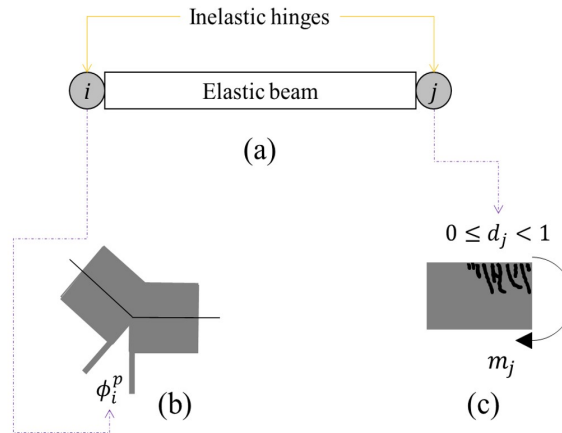 Inelastic hinges
i Elastic beam j
(a)
0 ≤ d_j < 1
m_j
ϕ_i^p (b) (c)